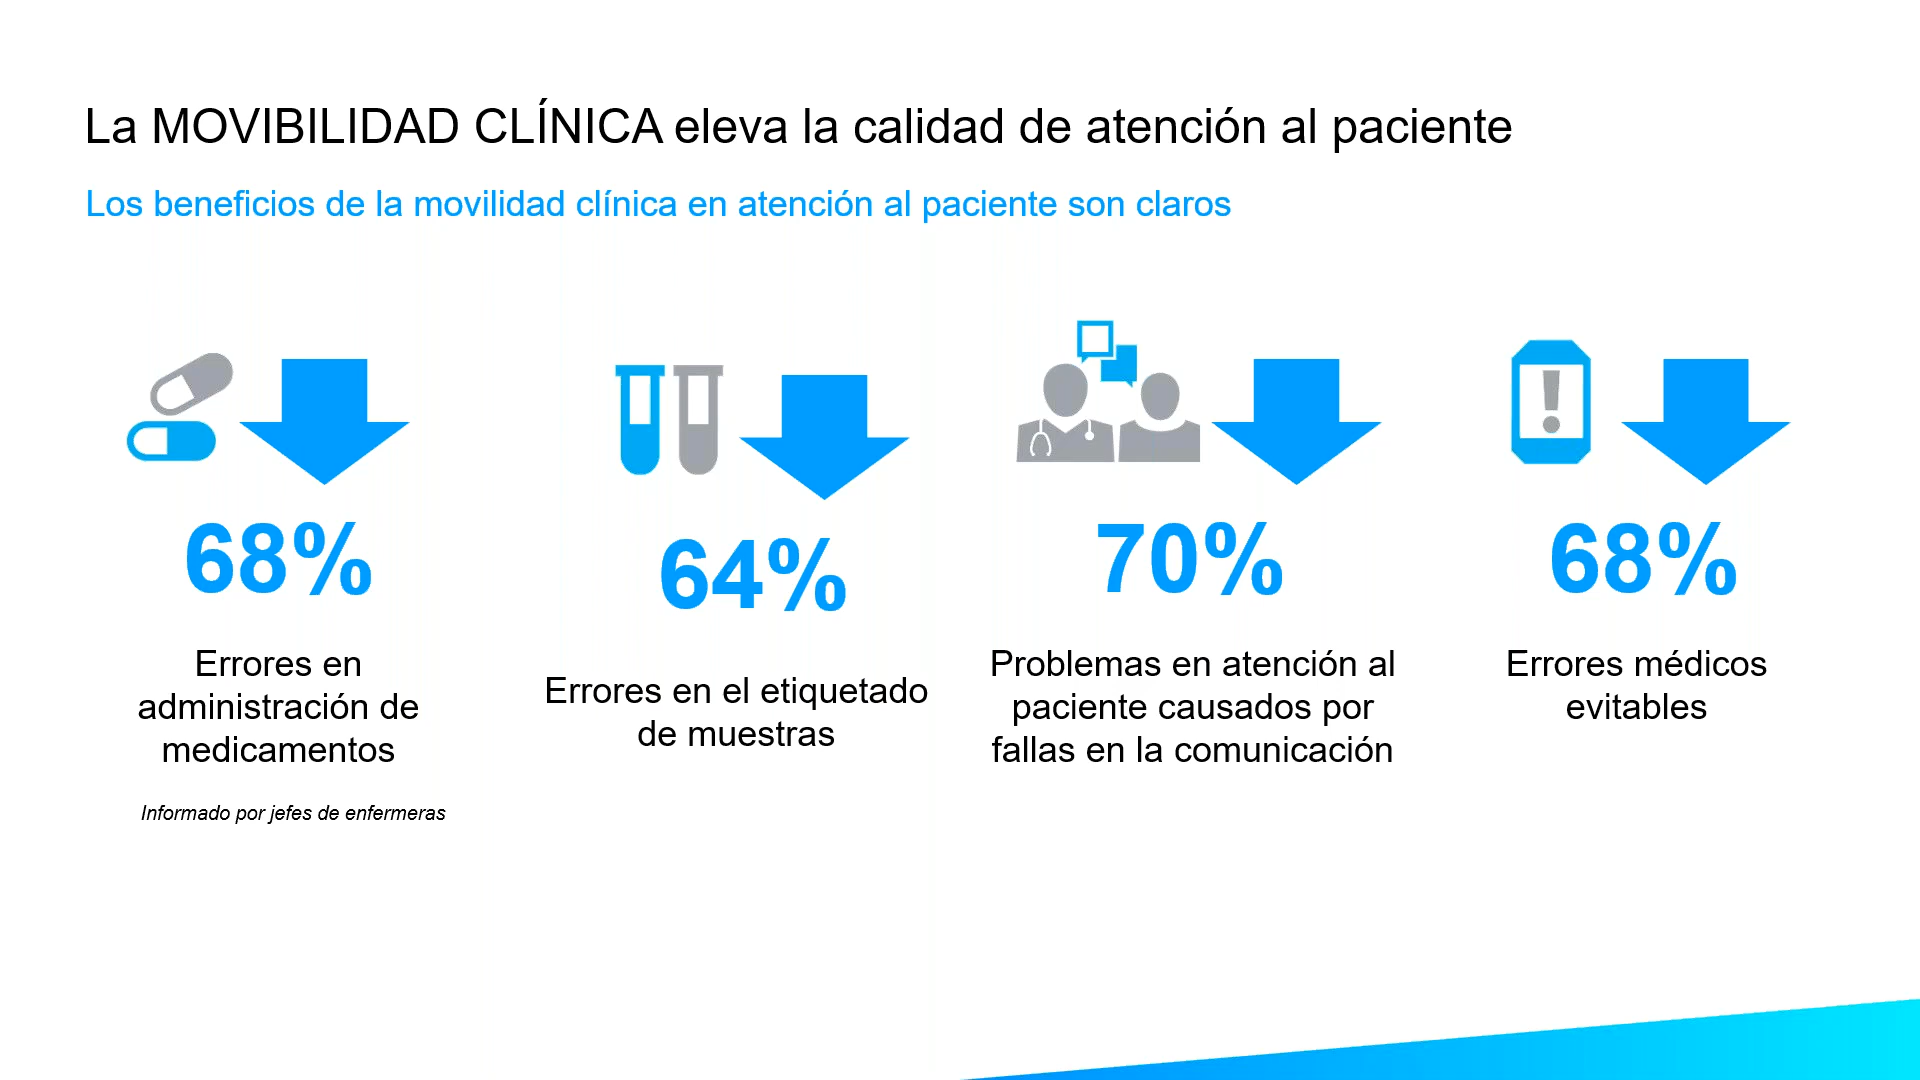 La MOVIBILIDAD CLÍNICA eleva la calidad de atención al paciente
Los beneficios de la movilidad clínica en atención al paciente son claros
68%
Errores en
administración de
medicamentos
Informado por jefes de enfermeras
64%
Errores en el etiquetado
de muestras
70%
Problemas en atención al
paciente causados por
fallas en la comunicación
68%
Errores médicos
evitables